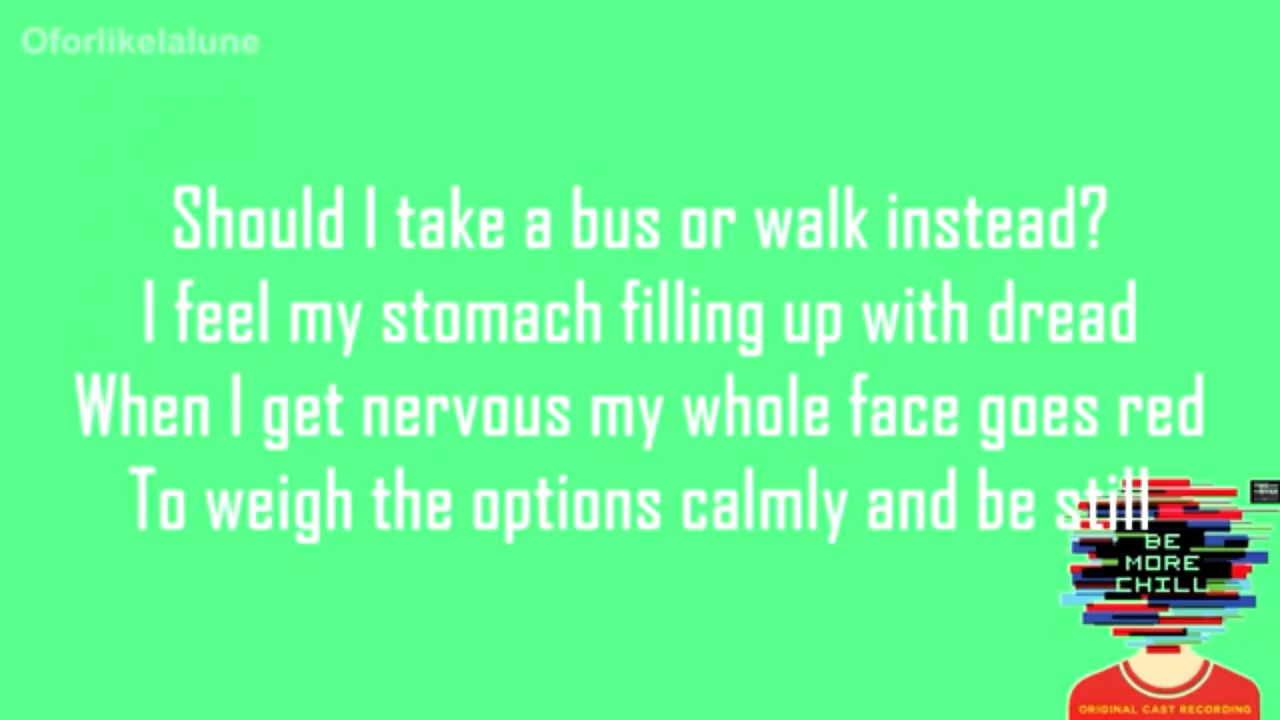 Oforlikelalune
Should I take a bus or walk instead?
I feel my stomach filling up with dread
When I get nervous my whole face goes red
To weigh the options calmly and be still
BE
MORE
CHILL
ORIGINAL CAST RECORDING